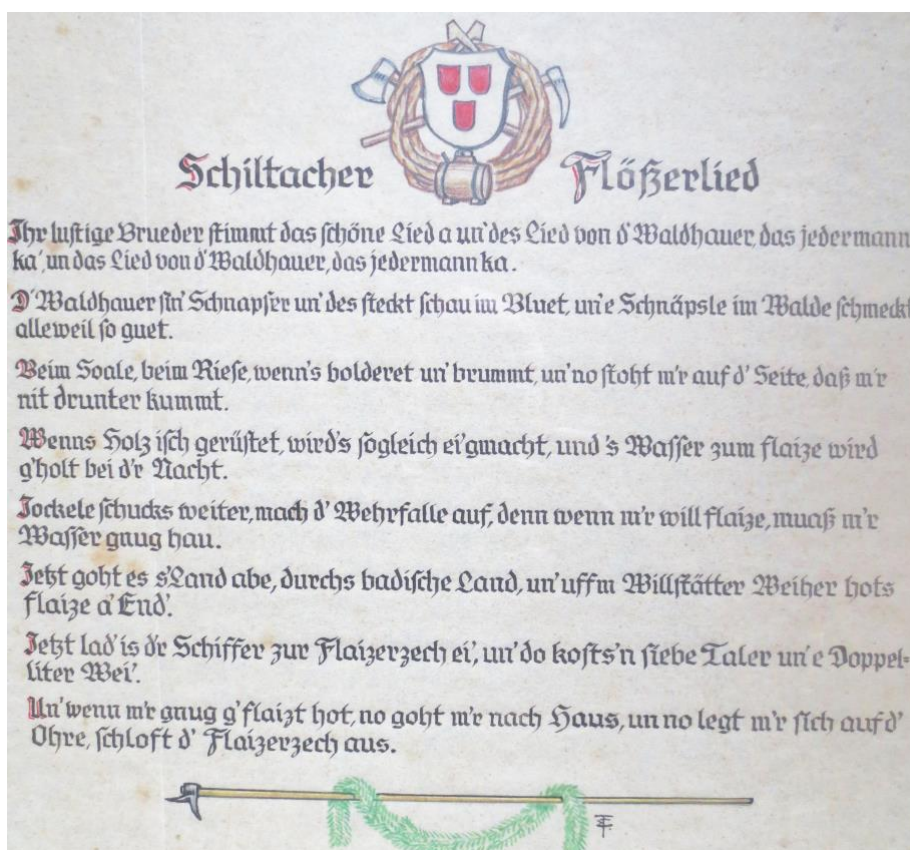 Schiltacher Flößerlied
Ihr lustige Brueder stimmt das schöne Lied a un' des Lied von d' Waldhauer, das jedermann
ka', un das Lied von d' Waldhauer, das jedermann ka.
D' Waldhauer sin' Schnapser un' des steckt schau im Bluet, un' e Schnäpsle im Walde schmeckt
alleweil so guet.
Beim Soale, beim Riese, wenn's bolderet un' brummt, un' no stoht m'r auf d' Seite, daß m'r
nit drunter kummt.
Wenns Holz isch gerüstet, wird's sogleich ei'gmacht, und 's Wasser zum flaize wird
g'holt bei d'r Nacht.
Jockele schucks weiter, mach d' Wehrfalle auf, denn wenn m'r will flaize, muaß m'r
Wasser gnug hau.
Jetzt goht es s'Land abe, durchs badische Land, un' uffm Willstätter Weiher hots
flaize a' End'.
Jetzt lad' is d'r Schiffer zur Flaizerzech ei', un' do kosts'n siebe Taler un' e Doppel-
liter Wei'.
Un' wenn m'r gnug g'flaizt hot, no goht m'r nach Haus, un no legt m'r sich auf d'
Ohre, schloft d' Flaizerzech aus.